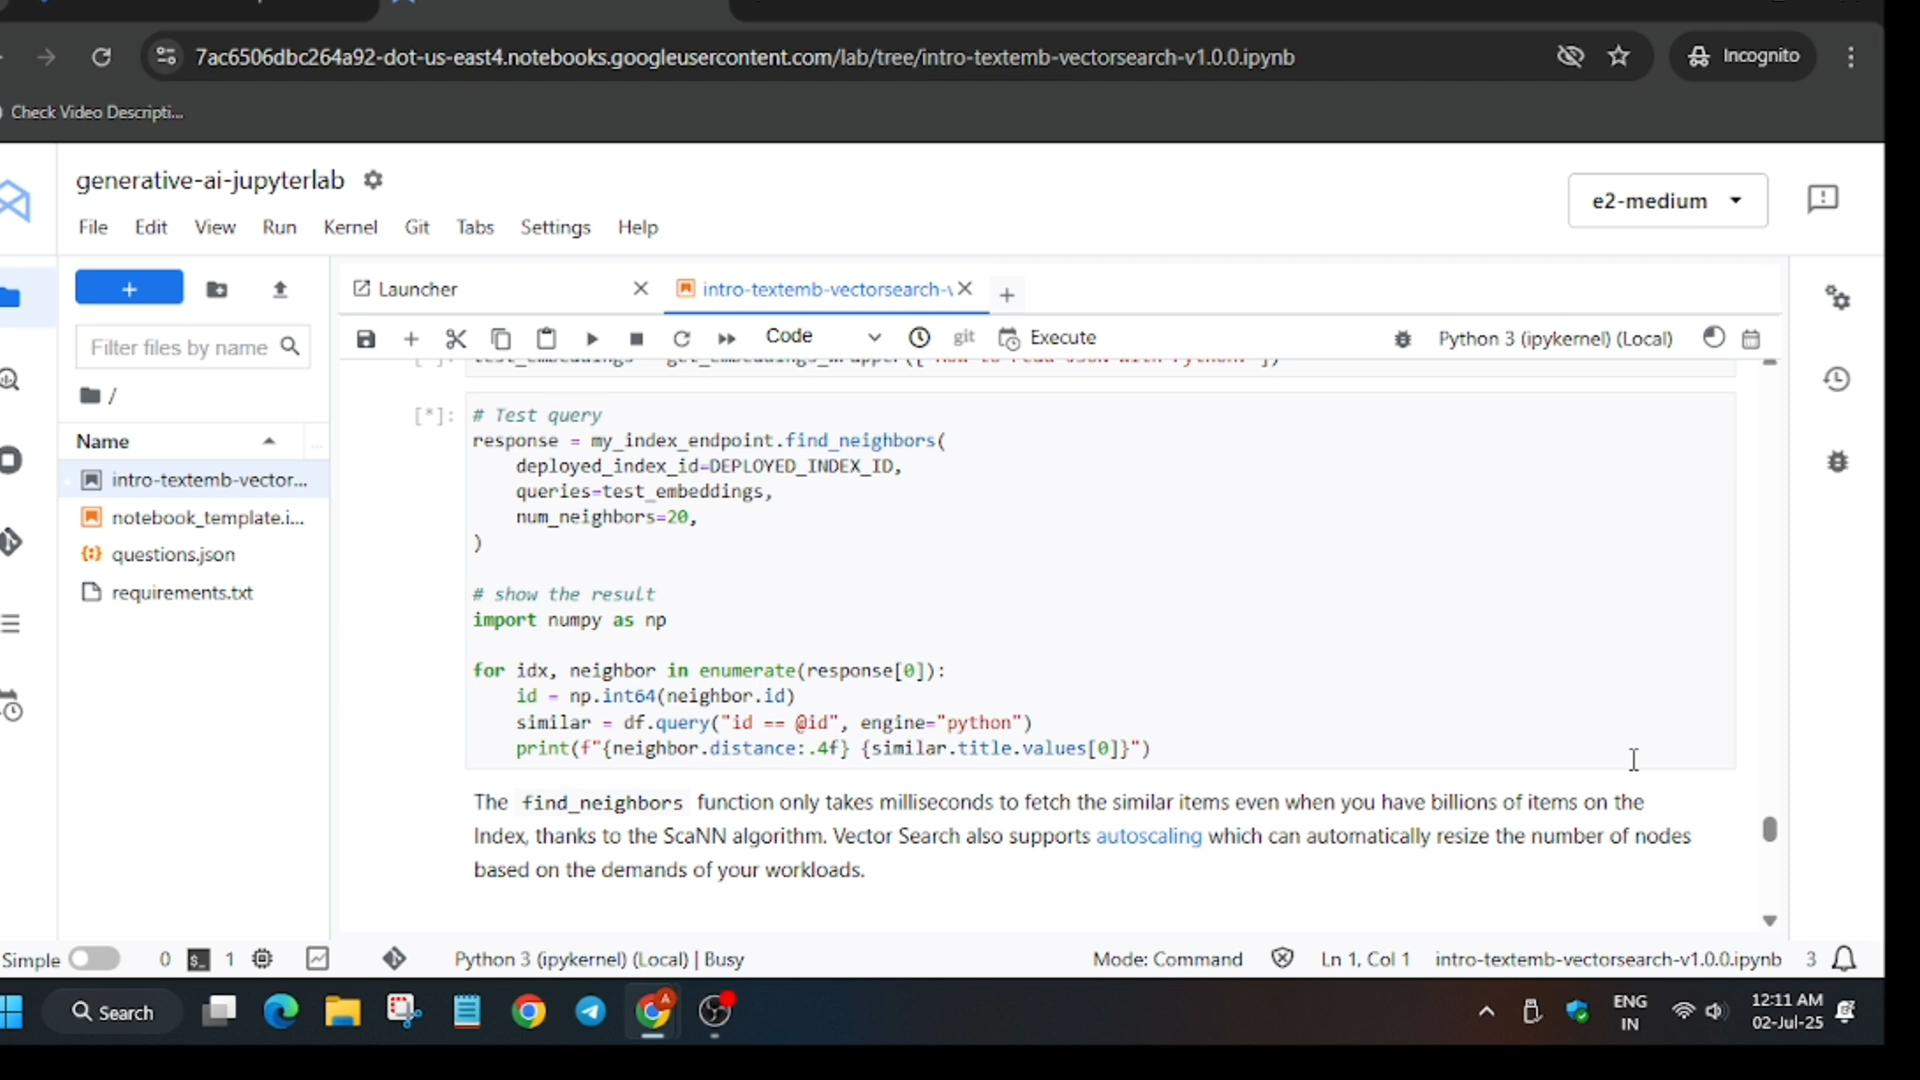 7ac6506dbc264a92-dot-us-east4.notebooks.googleusercontent.com/lab/tree/intro-textemb-vectorsearch-v1.0.0.ipynb
Incognito
Check Video Descripti...
generative-ai-jupyterlab
e2-medium
File Edit View Run Kernel Git Tabs Settings Help
+
Launcher
intro-textemb-vectorsearch-v
Filter files by name
Code
git
Execute
Python 3 (ipykernel) (Local)
/
Name
intro-textemb-vector...
notebook_template.i...
questions.json
requirements.txt
[ ]: test_embeddings = get_embeddings_wrapper(["How to read JSON with Python?"])
[*]: # Test query
response = my_index_endpoint.find_neighbors(
deployed_index_id=DEPLOYED_INDEX_ID,
queries=test_embeddings,
num_neighbors=20,
)
# show the result
import numpy as np
for idx, neighbor in enumerate(response[0]):
id = np.int64(neighbor.id)
similar = df.query("id == @id", engine="python")
print(f"{neighbor.distance:.4f} {similar.title.values[0]}")
The find_neighbors function only takes milliseconds to fetch the similar items even when you have billions of items on the
Index, thanks to the ScaNN algorithm. Vector Search also supports autoscaling which can automatically resize the number of nodes
based on the demands of your workloads.
Simple 0 $_ 1 Python 3 (ipykernel) (Local) | Busy Mode: Command Ln 1, Col 1 intro-textemb-vectorsearch-v1.0.0.ipynb 3
Search
A
ENG
IN
12:11 AM
02-Jul-25